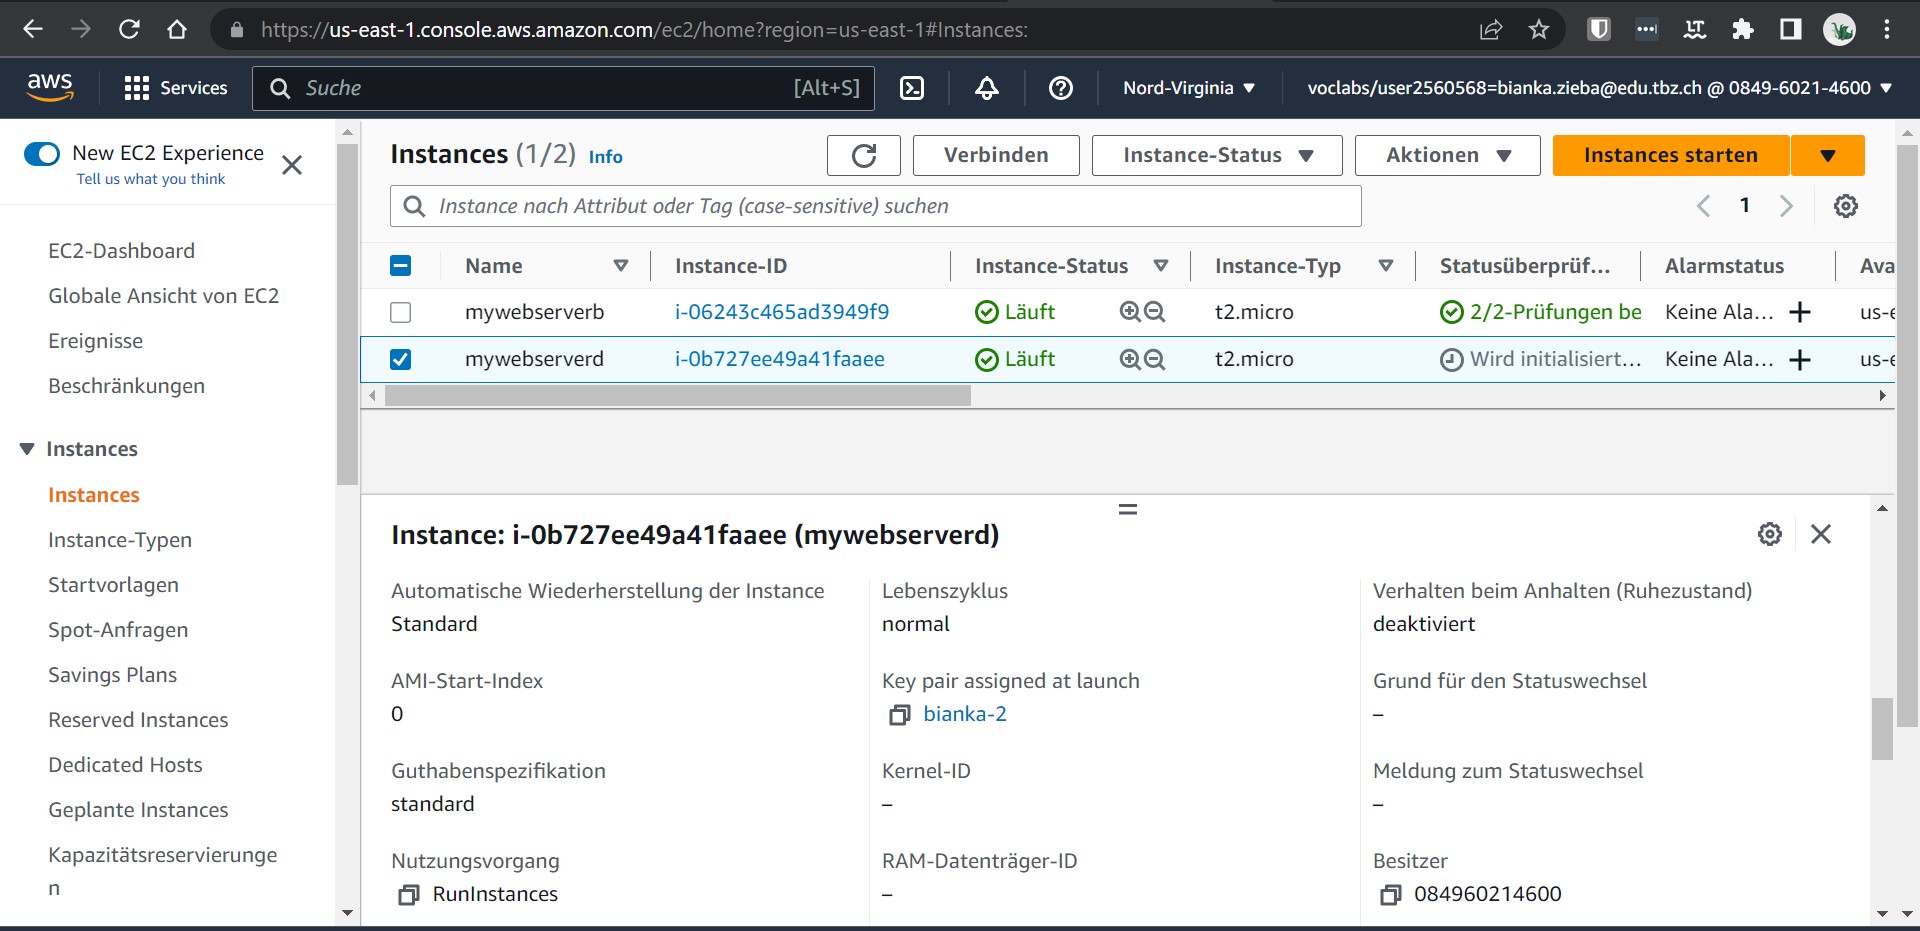 https://us-east-1.console.aws.amazon.com/ec2/home?region=us-east-1#Instances:
aws Services Suche [Alt+S] Nord-Virginia voclabs/user2560568=bianka.zieba@edu.tbz.ch @ 0849-6021-4600
New EC2 Experience
Tell us what you think
EC2-Dashboard
Globale Ansicht von EC2
Ereignisse
Beschränkungen
Instances
Instances
Instance-Typen
Startvorlagen
Spot-Anfragen
Savings Plans
Reserved Instances
Dedicated Hosts
Geplante Instances
Kapazitätsreservierunge
n
Instances (1/2) Info Verbinden Instance-Status Aktionen Instances starten
Instance nach Attribut oder Tag (case-sensitive) suchen 1
Name Instance-ID Instance-Status Instance-Typ Statusüberprüf... Alarmstatus Ava
mywebserverb i-06243c465ad3949f9 Läuft t2.micro 2/2-Prüfungen be Keine Ala... us-e
mywebserverd i-0b727ee49a41faaee Läuft t2.micro Wird initialisiert... Keine Ala... us-e
Instance: i-0b727ee49a41faaee (mywebserverd)
Automatische Wiederherstellung der Instance
Standard
Lebenszyklus
normal
Verhalten beim Anhalten (Ruhezustand)
deaktiviert
AMI-Start-Index
0
Key pair assigned at launch
bianka-2
Grund für den Statuswechsel
–
Guthabenspezifikation
standard
Kernel-ID
–
Meldung zum Statuswechsel
–
Nutzungsvorgang
RunInstances
RAM-Datenträger-ID
–
Besitzer
084960214600